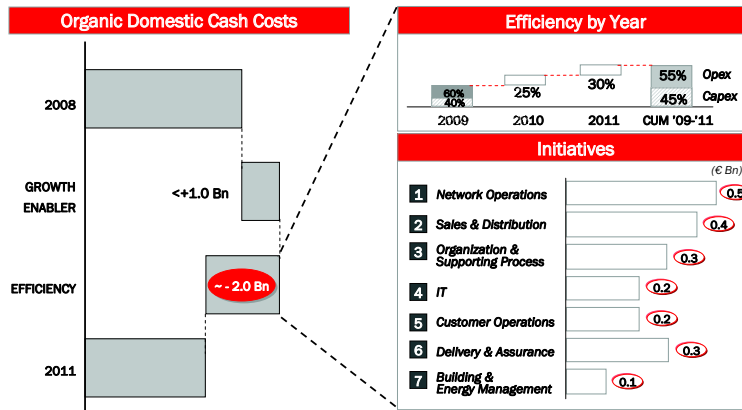 Organic Domestic Cash Costs
2008
GROWTH
ENABLER
<+1.0 Bn
EFFICIENCY
~ - 2.0 Bn
2011
Efficiency by Year
60%
40%
25%
30%
55%
45%
Opex
Capex
2009
2010
2011
CUM '09-'11
Initiatives
(€ Bn)
1 Network Operations 0.5
2 Sales & Distribution 0.4
3 Organization &
Supporting Process 0.3
4 IT 0.2
5 Customer Operations 0.2
6 Delivery & Assurance 0.3
7 Building &
Energy Management 0.1